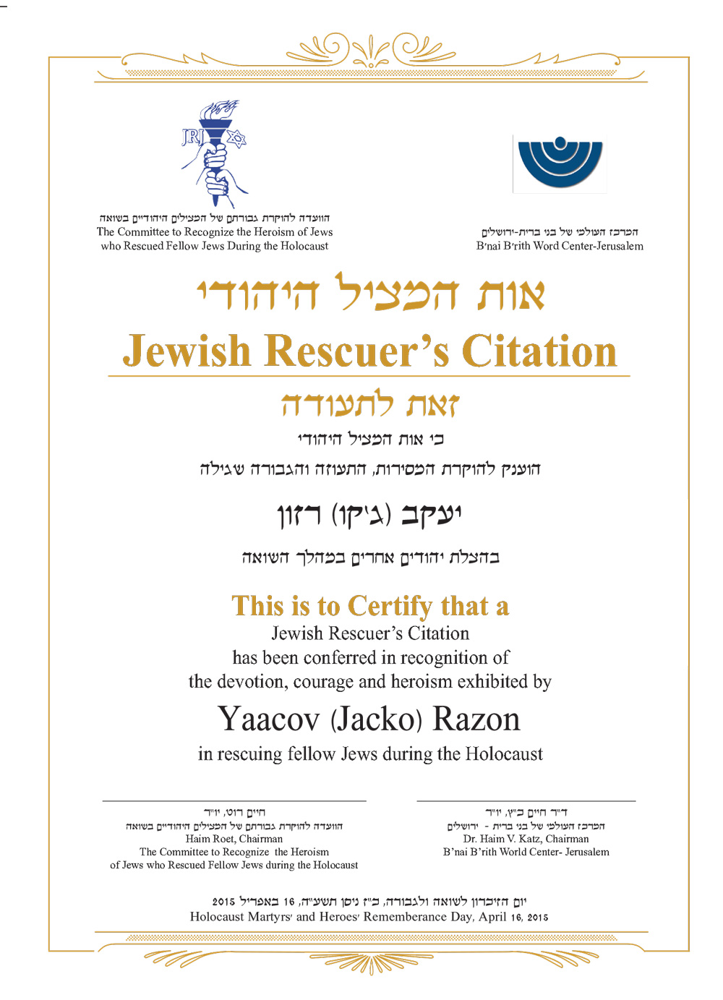 JRJ
הוועדה להוקרת גבורתם של המצילים היהודיים בשואה
The Committee to Recognize the Heroism of Jews
who Rescued Fellow Jews During the Holocaust
המרכז העולמי של בני ברית-ירושלים
B'nai B'rith Word Center-Jerusalem
אות המציל היהודי
Jewish Rescuer’s Citation
זאת לתעודה
כי אות המציל היהודי
הוענק להוקרת המסירות, התעוזה והגבורה שגילה
יעקב (ג'קו) רזון
בהצלת יהודים אחרים במהלך השואה
This is to Certify that a
Jewish Rescuer’s Citation
has been conferred in recognition of
the devotion, courage and heroism exhibited by
Yaacov (Jacko) Razon
in rescuing fellow Jews during the Holocaust
חיים רוט, יו"ר
הוועדה להוקרת גבורתם של המצילים היהודיים בשואה
Haim Roet, Chairman
The Committee to Recognize the Heroism
of Jews who Rescued Fellow Jews during the Holocaust
ד"ר חיים כ"ץ, יו"ר
המרכז העולמי של בני ברית - ירושלים
Dr. Haim V. Katz, Chairman
B’nai B’rith World Center- Jerusalem
יום הזיכרון לשואה ולגבורה, כ"ז ניסן תשע"ה, 16 באפריל 2015
Holocaust Martyrs' and Heroes' Rememberance Day, April 16, 2015